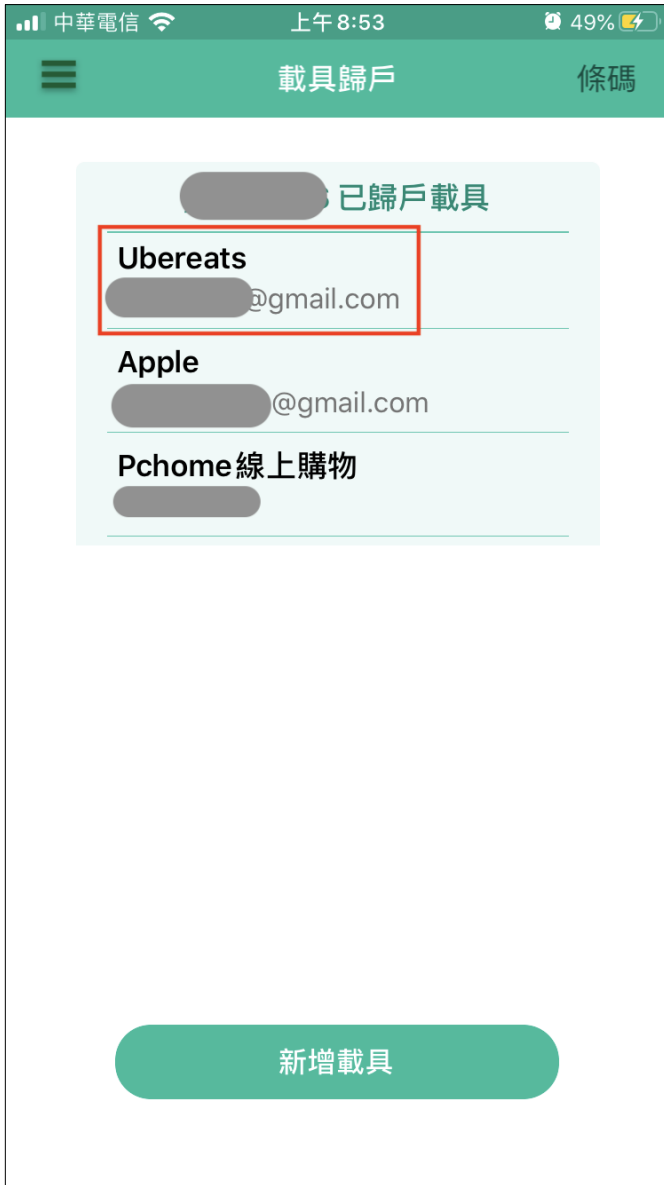 中華電信 上午8:53 49%
載具歸戶 條碼
已歸戶載具
Ubereats
@gmail.com
Apple
@gmail.com
Pchome線上購物
新增載具